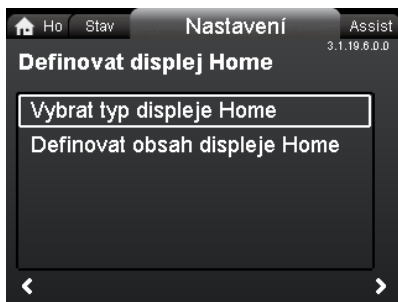 Ho Stav Nastavení Assist
3.1.19.6.0.0
Definovat displej Home
Vybrat typ displeje Home
Definovat obsah displeje Home